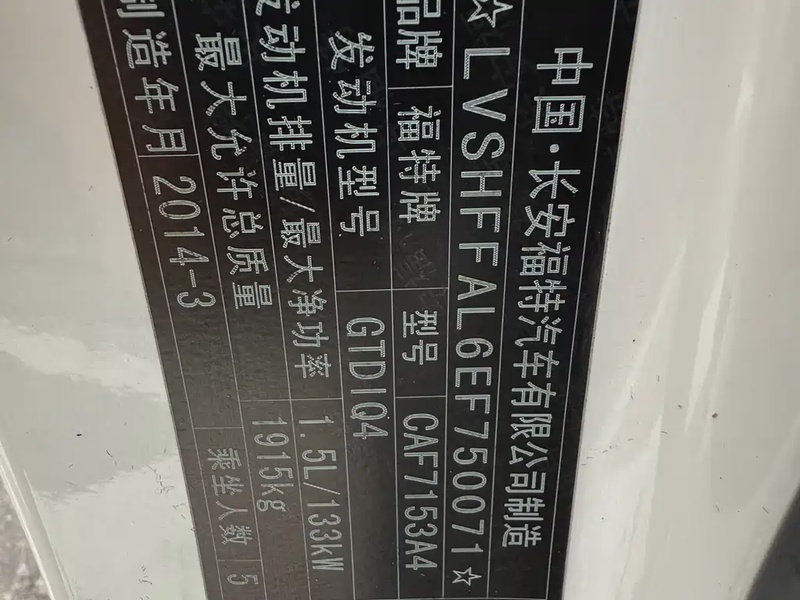 中国·长安福特汽车有限公司制造
☆LVSHFFAL6EF750071☆
品牌 福特牌 型号 CAF7153A4
发动机型号 GTDIQ4
发动机排量/最大净功率 1.5L/133kW
最大允许总质量 1915kg
制造年月 2014-3 乘坐人数 5